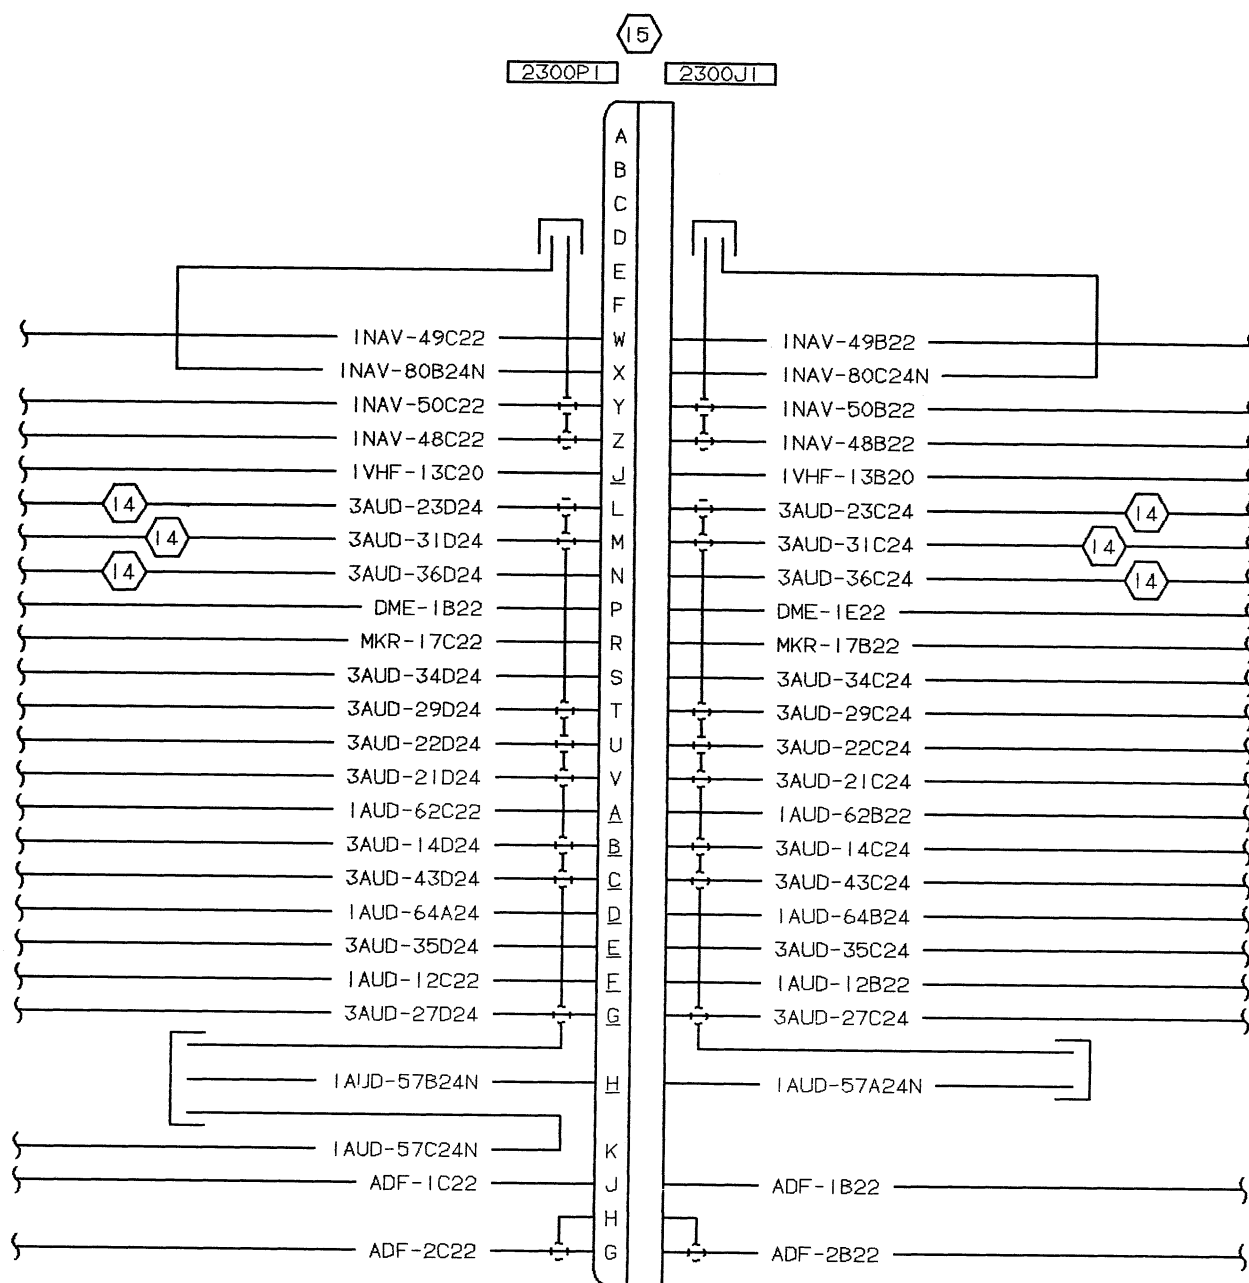 15
2300P1 2300J1
A
B
C
D
E
F
1NAV-49C22 W 1NAV-49B22
1NAV-80B24N X 1NAV-80C24N
1NAV-50C22 Y 1NAV-50B22
1NAV-48C22 Z 1NAV-48B22
1VHF-13C20 J 1VHF-13B20
14 3AUD-23D24 L 3AUD-23C24 14
14 3AUD-31D24 M 3AUD-31C24 14
14 3AUD-36D24 N 3AUD-36C24 14
DME-1B22 P DME-1E22
MKR-17C22 R MKR-17B22
3AUD-34D24 S 3AUD-34C24
3AUD-29D24 T 3AUD-29C24
3AUD-22D24 U 3AUD-22C24
3AUD-21D24 V 3AUD-21C24
1AUD-62C22 A 1AUD-62B22
3AUD-14D24 B 3AUD-14C24
3AUD-43D24 C 3AUD-43C24
1AUD-64A24 D 1AUD-64B24
3AUD-35D24 E 3AUD-35C24
1AUD-12C22 F 1AUD-12B22
3AUD-27D24 G 3AUD-27C24
1AUD-57B24N H 1AUD-57A24N
1AUD-57C24N K
ADF-1C22 J ADF-1B22
H
ADF-2C22 G ADF-2B22